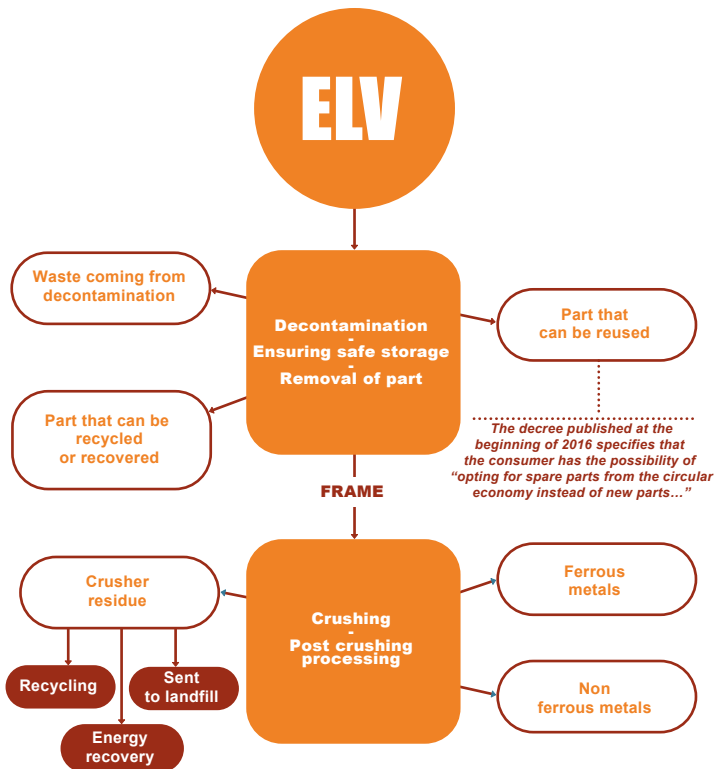 ELV
Waste coming from
decontamination
Decontamination
-
Ensuring safe storage
-
Removal of part
Part that
can be reused
Part that can be
recycled
or recovered
The decree published at the
beginning of 2016 specifies that
the consumer has the possibility of
“opting for spare parts from the circular
economy instead of new parts…”
FRAME
Crusher
residue
Crushing
-
Post crushing
processing
Ferrous
metals
Recycling
Sent
to landfill
Energy
recovery
Non
ferrous metals